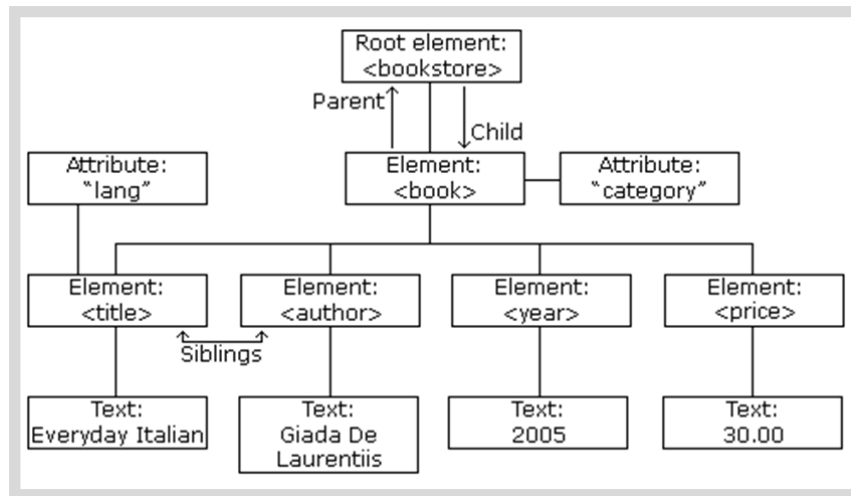 Root element:
<bookstore>
Parent
Child
Attribute:
“lang”
Element:
<book>
Attribute:
“category”
Element:
<title>
Element:
<author>
Element:
<year>
Element:
<price>
Siblings
Text:
Everyday Italian
Text:
Giada De
Laurentiis
Text:
2005
Text:
30.00